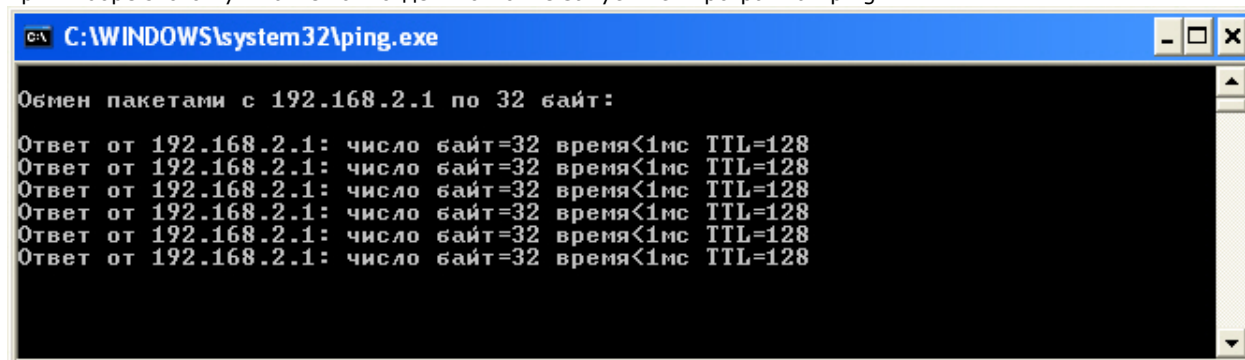 C:\WINDOWS\system32\ping.exe
Обмен пакетами с 192.168.2.1 по 32 байт:
Ответ от 192.168.2.1: число байт=32 время<1мс TTL=128
Ответ от 192.168.2.1: число байт=32 время<1мс TTL=128
Ответ от 192.168.2.1: число байт=32 время<1мс TTL=128
Ответ от 192.168.2.1: число байт=32 время<1мс TTL=128
Ответ от 192.168.2.1: число байт=32 время<1мс TTL=128
Ответ от 192.168.2.1: число байт=32 время<1мс TTL=128